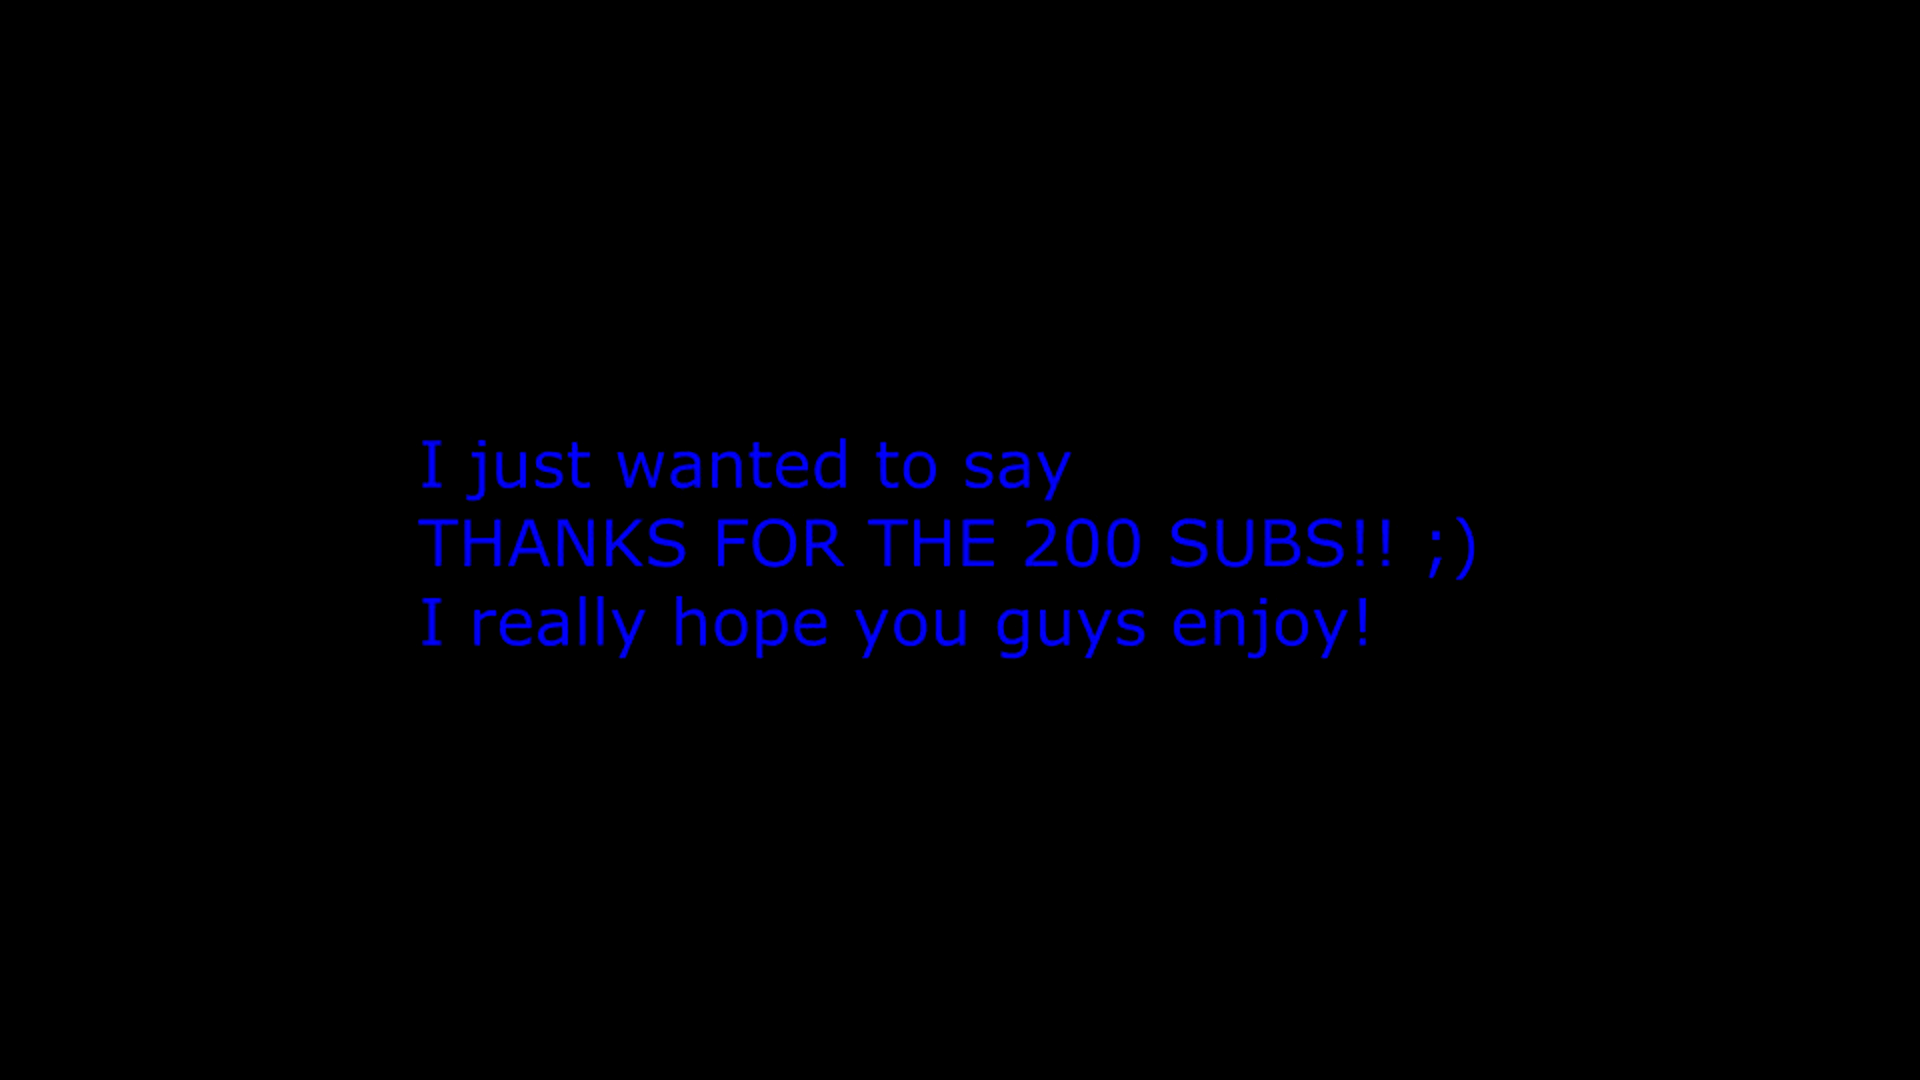 I just wanted to say
THANKS FOR THE 200 SUBS!! ;)
I really hope you guys enjoy!